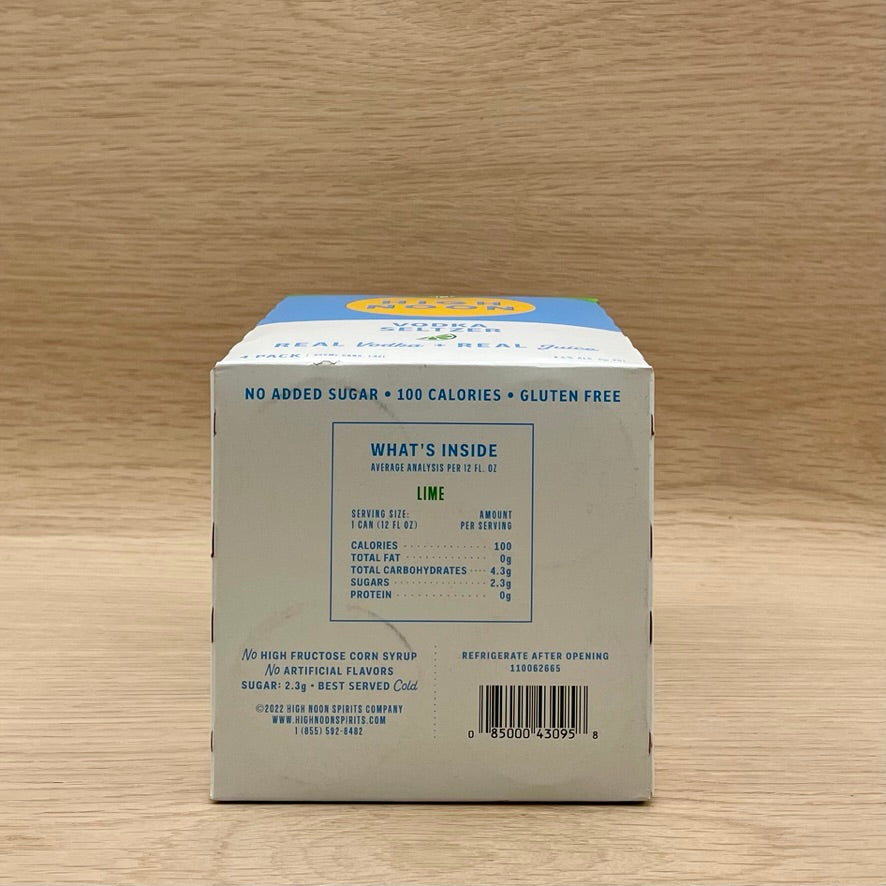 HIGH
NOON
VODKA
SELTZER
REAL Vodka + REAL Juice
4 PACK
NO ADDED SUGAR • 100 CALORIES • GLUTEN FREE
WHAT'S INSIDE
AVERAGE ANALYSIS PER 12 FL. OZ
LIME
SERVING SIZE: AMOUNT
1 CAN (12 FL OZ) PER SERVING
CALORIES 100
TOTAL FAT 0g
TOTAL CARBOHYDRATES 4.3g
SUGARS 2.3g
PROTEIN 0g
No HIGH FRUCTOSE CORN SYRUP
No ARTIFICIAL FLAVORS
SUGAR: 2.3g • BEST SERVED Cold
©2022 HIGH NOON SPIRITS COMPANY
WWW.HIGHNOONSPIRITS.COM
1 (855) 592-8482
REFRIGERATE AFTER OPENING
110062665
0 85000 43095 8